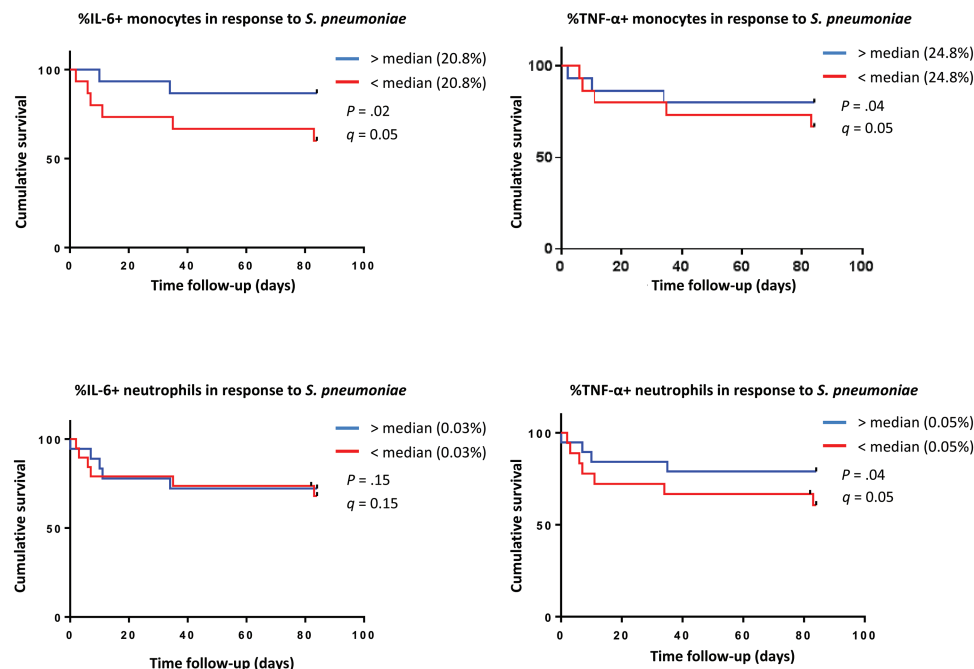 %IL-6+ monocytes in response to S. pneumoniae
> median (20.8%)
< median (20.8%)
P = .02
q = 0.05
Cumulative survival
100
50
0
0 20 40 60 80 100
Time follow-up (days)
%TNF-α+ monocytes in response to S. pneumoniae
> median (24.8%)
< median (24.8%)
P = .04
q = 0.05
Cumulative survival
100
50
0
0 20 40 60 80 100
Time follow-up (days)
%IL-6+ neutrophils in response to S. pneumoniae
> median (0.03%)
< median (0.03%)
P = .15
q = 0.15
Cumulative survival
100
50
0
0 20 40 60 80 100
Time follow-up (days)
%TNF-α+ neutrophils in response to S. pneumoniae
> median (0.05%)
< median (0.05%)
P = .04
q = 0.05
Cumulative survival
100
50
0
0 20 40 60 80 100
Time follow-up (days)